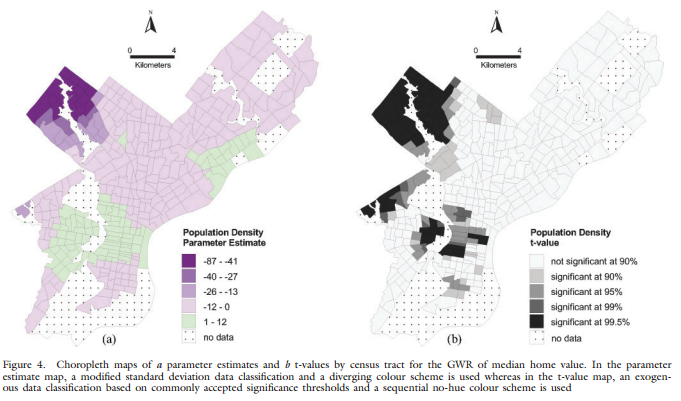 N
0 4
Kilometers
Population Density
Parameter Estimate
-87 - -41
-40 - -27
-26 - -13
-12 - 0
1 - 12
no data
(a)
N
0 4
Kilometers
Population Density
t-value
not significant at 90%
significant at 90%
significant at 95%
significant at 99%
significant at 99.5%
no data
(b)
Figure 4. Choropleth maps of a parameter estimates and b t-values by census tract for the GWR of median home value. In the parameter
estimate map, a modified standard deviation data classification and a diverging colour scheme is used whereas in the t-value map, an exogen-
ous data classification based on commonly accepted significance thresholds and a sequential no-hue colour scheme is used